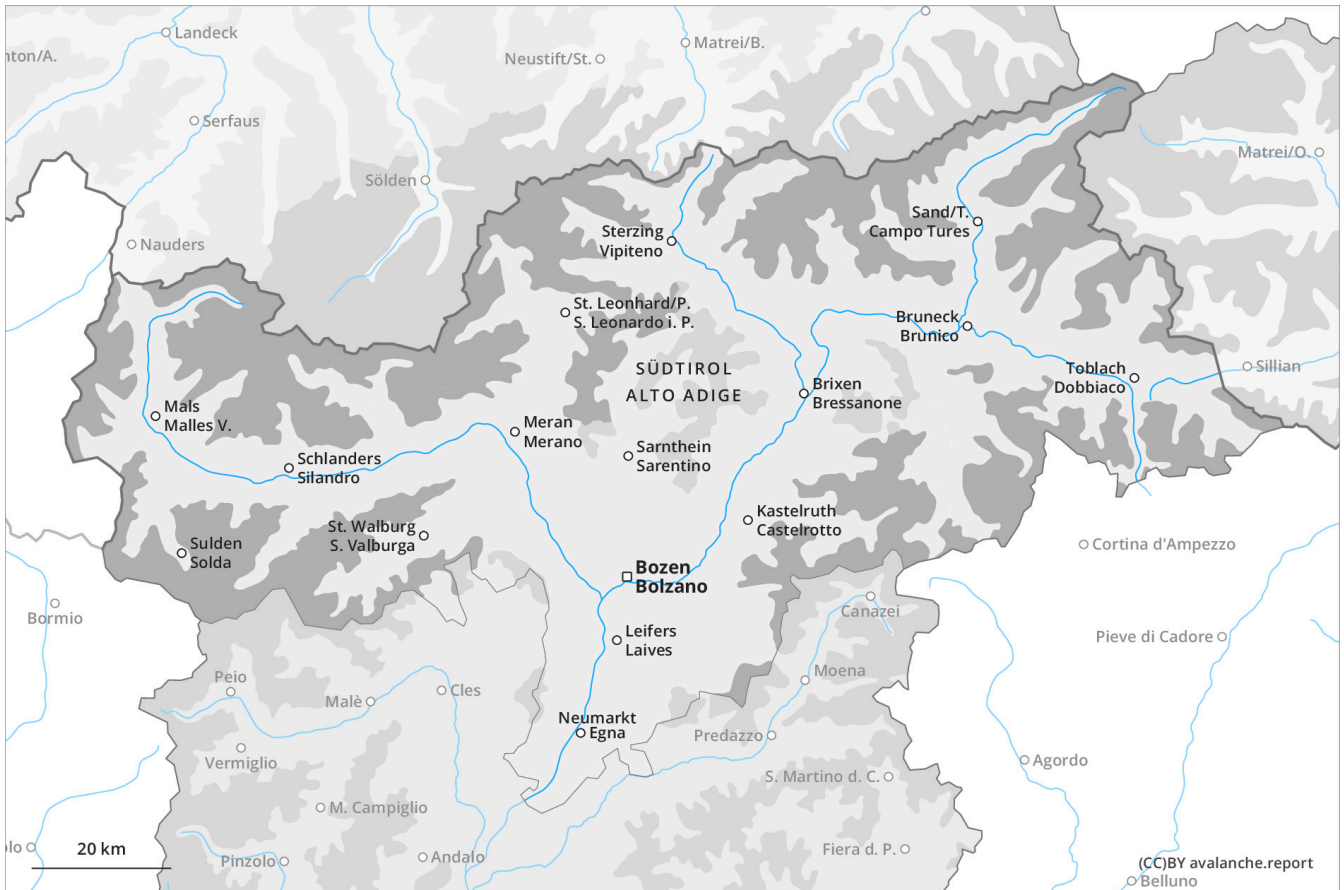 Landeck
nton/A.
Neustift/St.
Matrei/B.
Serfaus
Matrei/O.
Sölden
Sand/T.
Campo Tures
Sterzing
Vipiteno
Nauders
St. Leonhard/P.
S. Leonardo i. P.
Bruneck
Brunico
SÜDTIROL
ALTO ADIGE
Toblach
Dobbiaco
Sillian
Brixen
Bressanone
Mals
Malles V.
Meran
Merano
Schlanders
Silandro
Sarnthein
Sarentino
Kastelruth
Castelrotto
St. Walburg
S. Valburga
Sulden
Solda
Cortina d'Ampezzo
Bozen
Bolzano
Bormio
Canazei
Leifers
Laives
Pieve di Cadore
Peio
Malè
Cles
Moena
Neumarkt
Egna
Predazzo
Vermiglio
Agordo
S. Martino d. C.
M. Campiglio
olo
20 km
Pinzolo
Andalo
Fiera d. P.
(CC)BY avalanche.report
Belluno